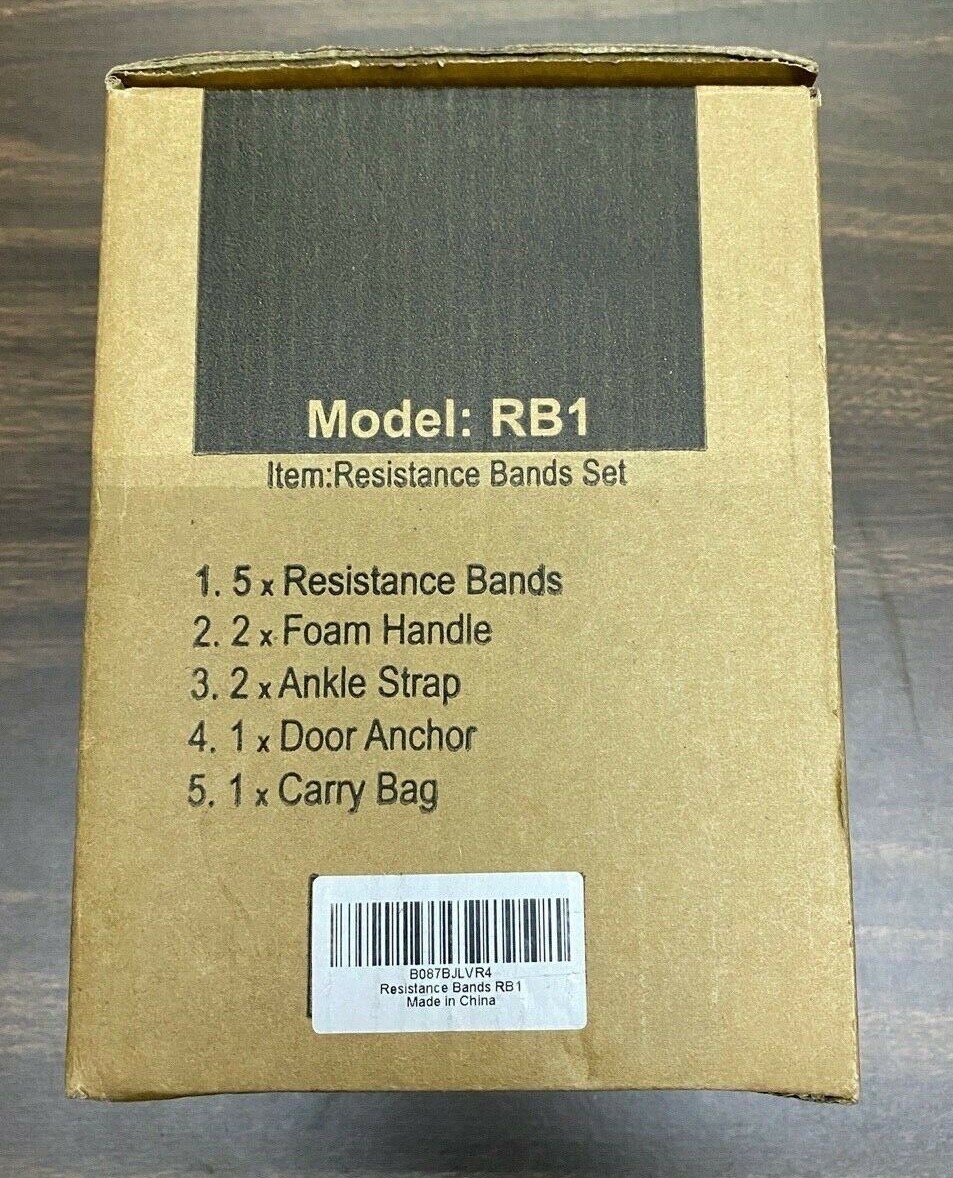 Model: RB1
Item:Resistance Bands Set
1. 5 x Resistance Bands
2. 2 x Foam Handle
3. 2 x Ankle Strap
4. 1 x Door Anchor
5. 1 x Carry Bag
B087BJLVR4
Resistance Bands RB1
Made in China